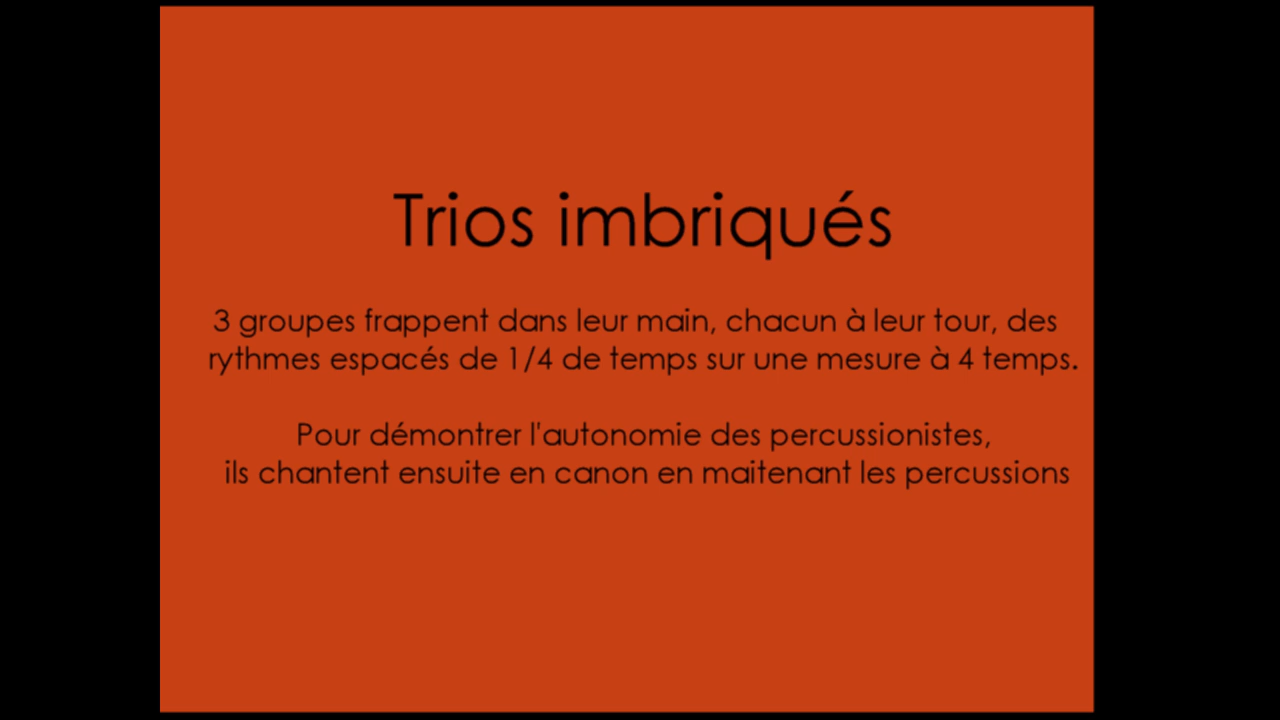 Trios imbriqués
3 groupes frappent dans leur main, chacun à leur tour, des
rythmes espacés de 1/4 de temps sur une mesure à 4 temps.
Pour démontrer l'autonomie des percussionistes,
ils chantent ensuite en canon en maitenant les percussions